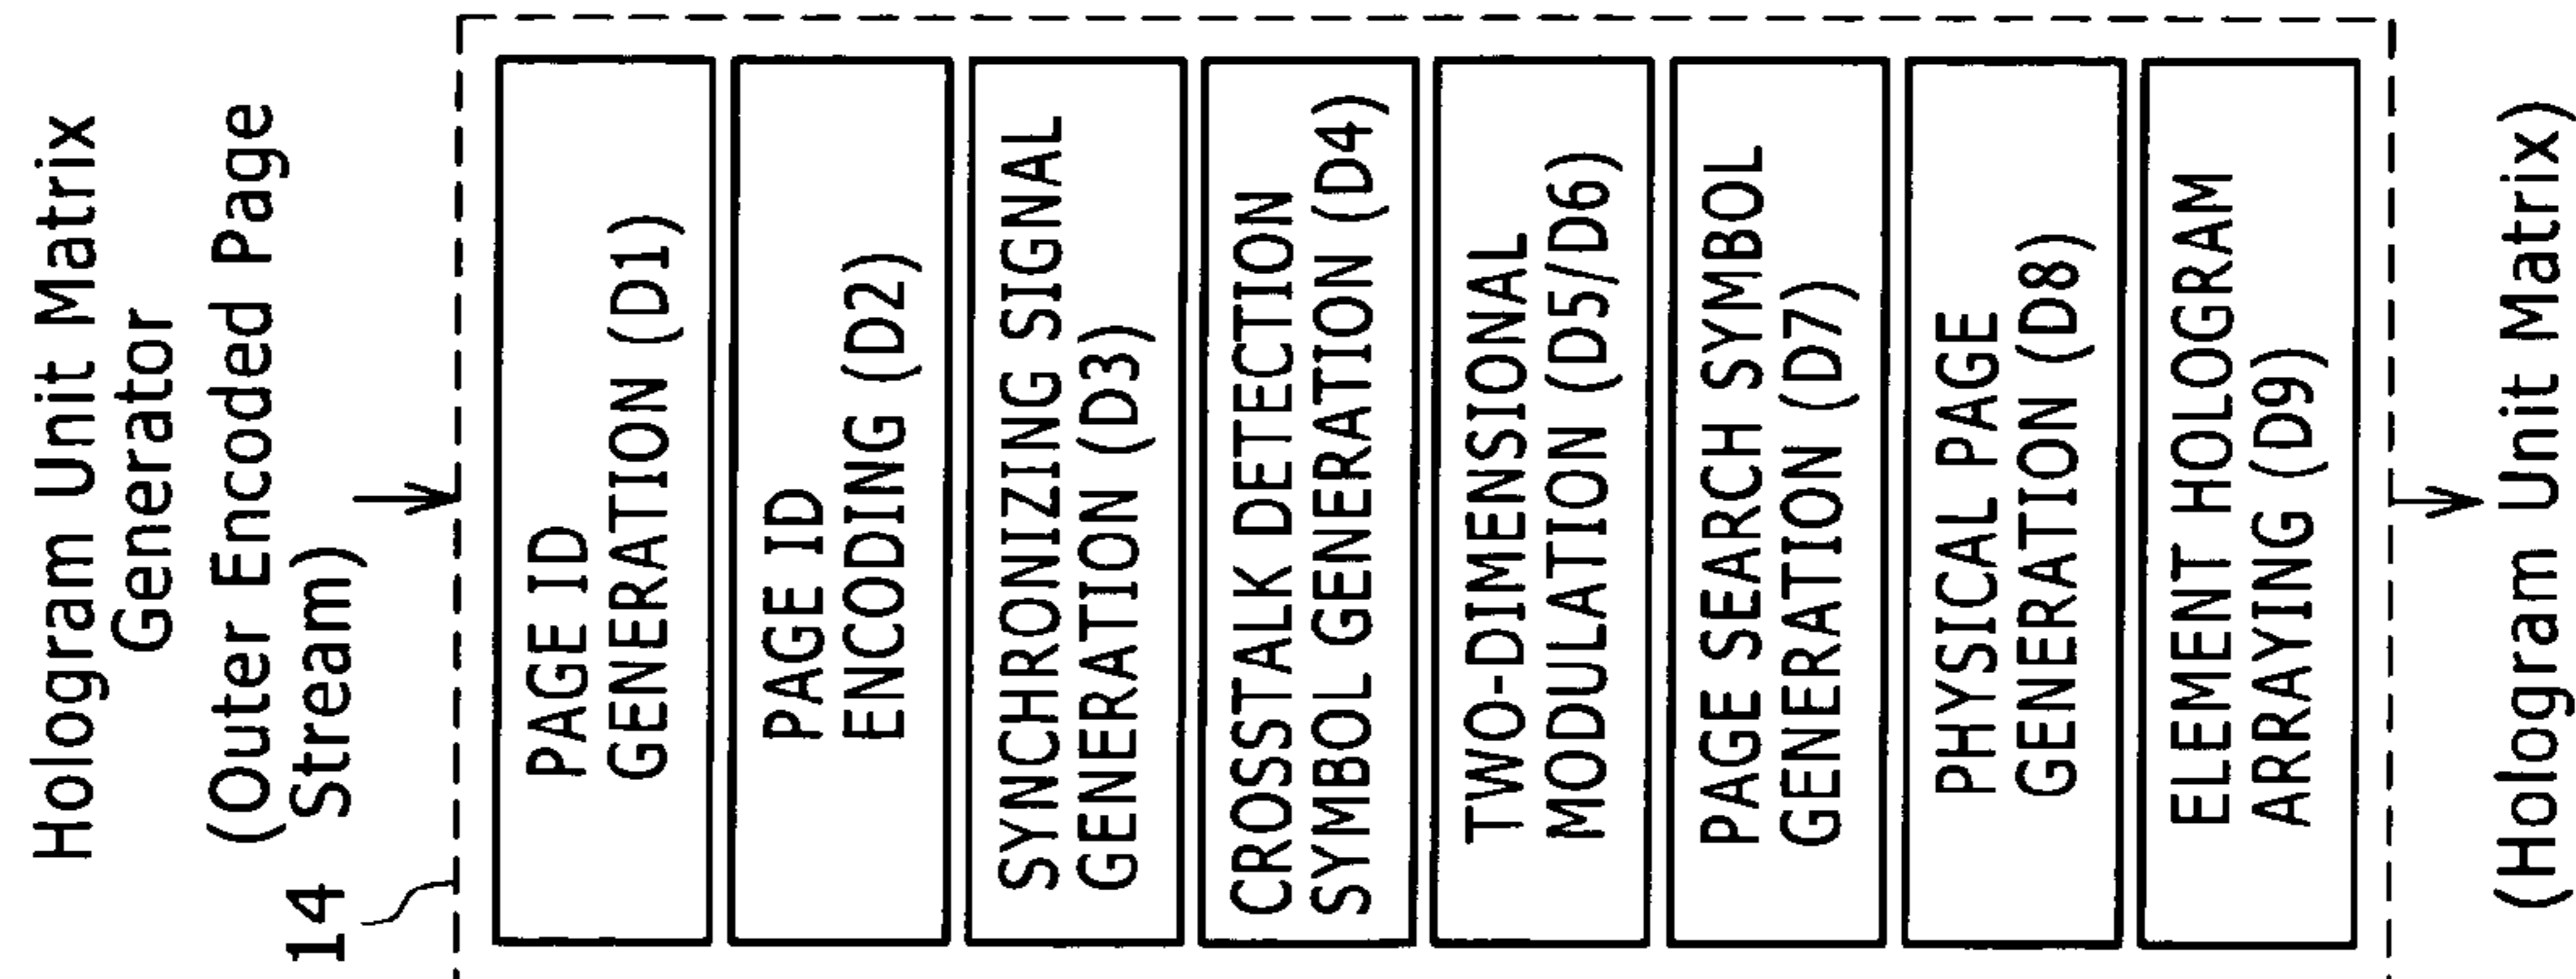 Hologram Unit Matrix
Generator
(Outer Encoded Page
Stream)
14
PAGE ID
GENERATION (D1)
PAGE ID
ENCODING (D2)
SYNCHRONIZING SIGNAL
GENERATION (D3)
CROSSTALK DETECTION
SYMBOL GENERATION (D4)
TWO-DIMENSIONAL
MODULATION (D5/D6)
PAGE SEARCH SYMBOL
GENERATION (D7)
PHYSICAL PAGE
GENERATION (D8)
ELEMENT HOLOGRAM
ARRAYING (D9)
(Hologram Unit Matrix)